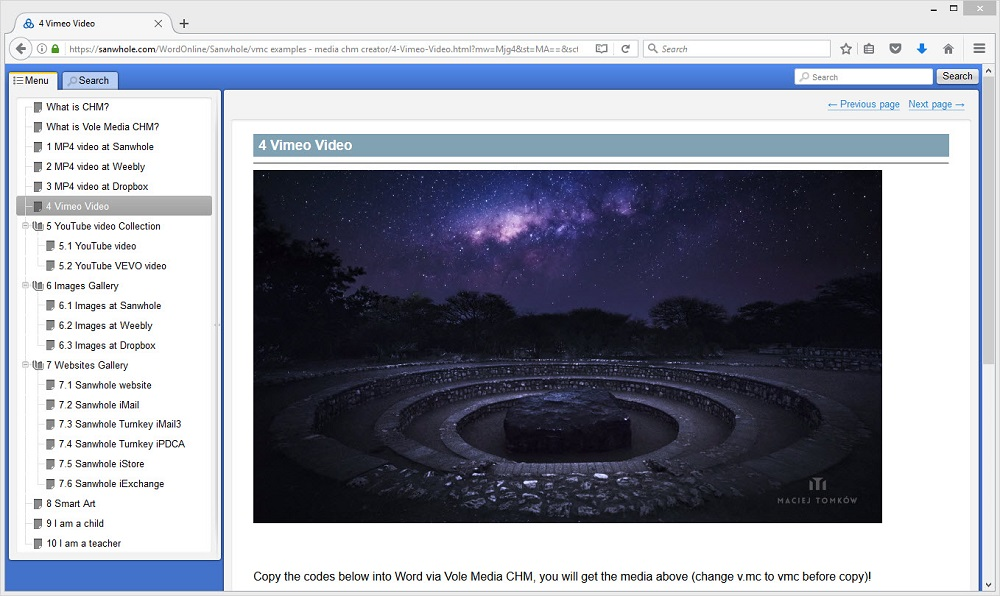 4 Vimeo Video
https://sanwhole.com/WordOnline/Sanwhole/vmc examples - media chm creator/4-Vimeo-Video.html?mw=Mjg4&st=MA==&sct
Search
Menu
Search
Search
Search
What is CHM?
What is Vole Media CHM?
1 MP4 video at Sanwhole
2 MP4 video at Weebly
3 MP4 video at Dropbox
4 Vimeo Video
5 YouTube video Collection
5.1 YouTube video
5.2 YouTube VEVO video
6 Images Gallery
6.1 Images at Sanwhole
6.2 Images at Weebly
6.3 Images at Dropbox
7 Websites Gallery
7.1 Sanwhole website
7.2 Sanwhole iMail
7.3 Sanwhole Turnkey iMail3
7.4 Sanwhole Turnkey iPDCA
7.5 Sanwhole iStore
7.6 Sanwhole iExchange
8 Smart Art
9 I am a child
10 I am a teacher
← Previous page Next page →
4 Vimeo Video
MACIEJ TOMKÓW
Copy the codes below into Word via Vole Media CHM, you will get the media above (change v.mc to vmc before copy)!